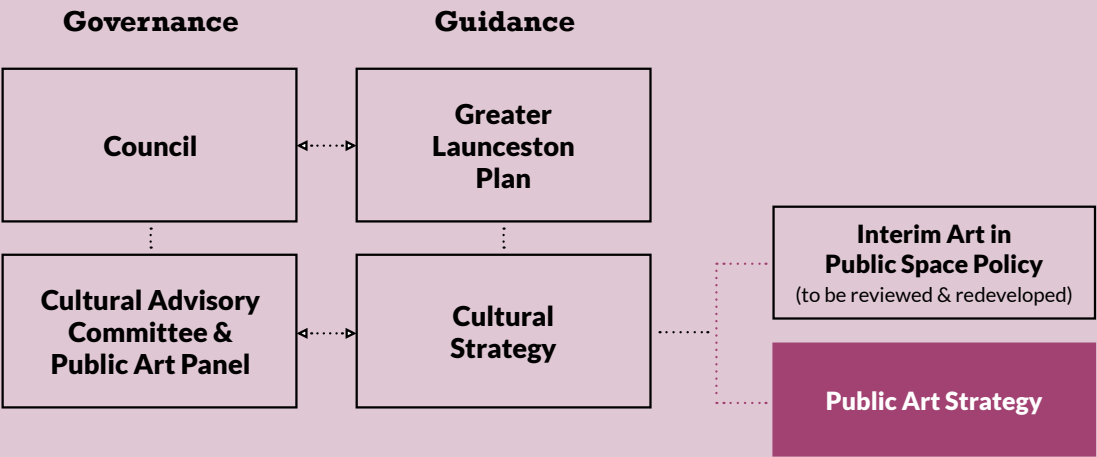 Governance
Guidance
Council
Greater
Launceston
Plan
Cultural Advisory
Committee &
Public Art Panel
Cultural
Strategy
Interim Art in
Public Space Policy
(to be reviewed & redeveloped)
Public Art Strategy